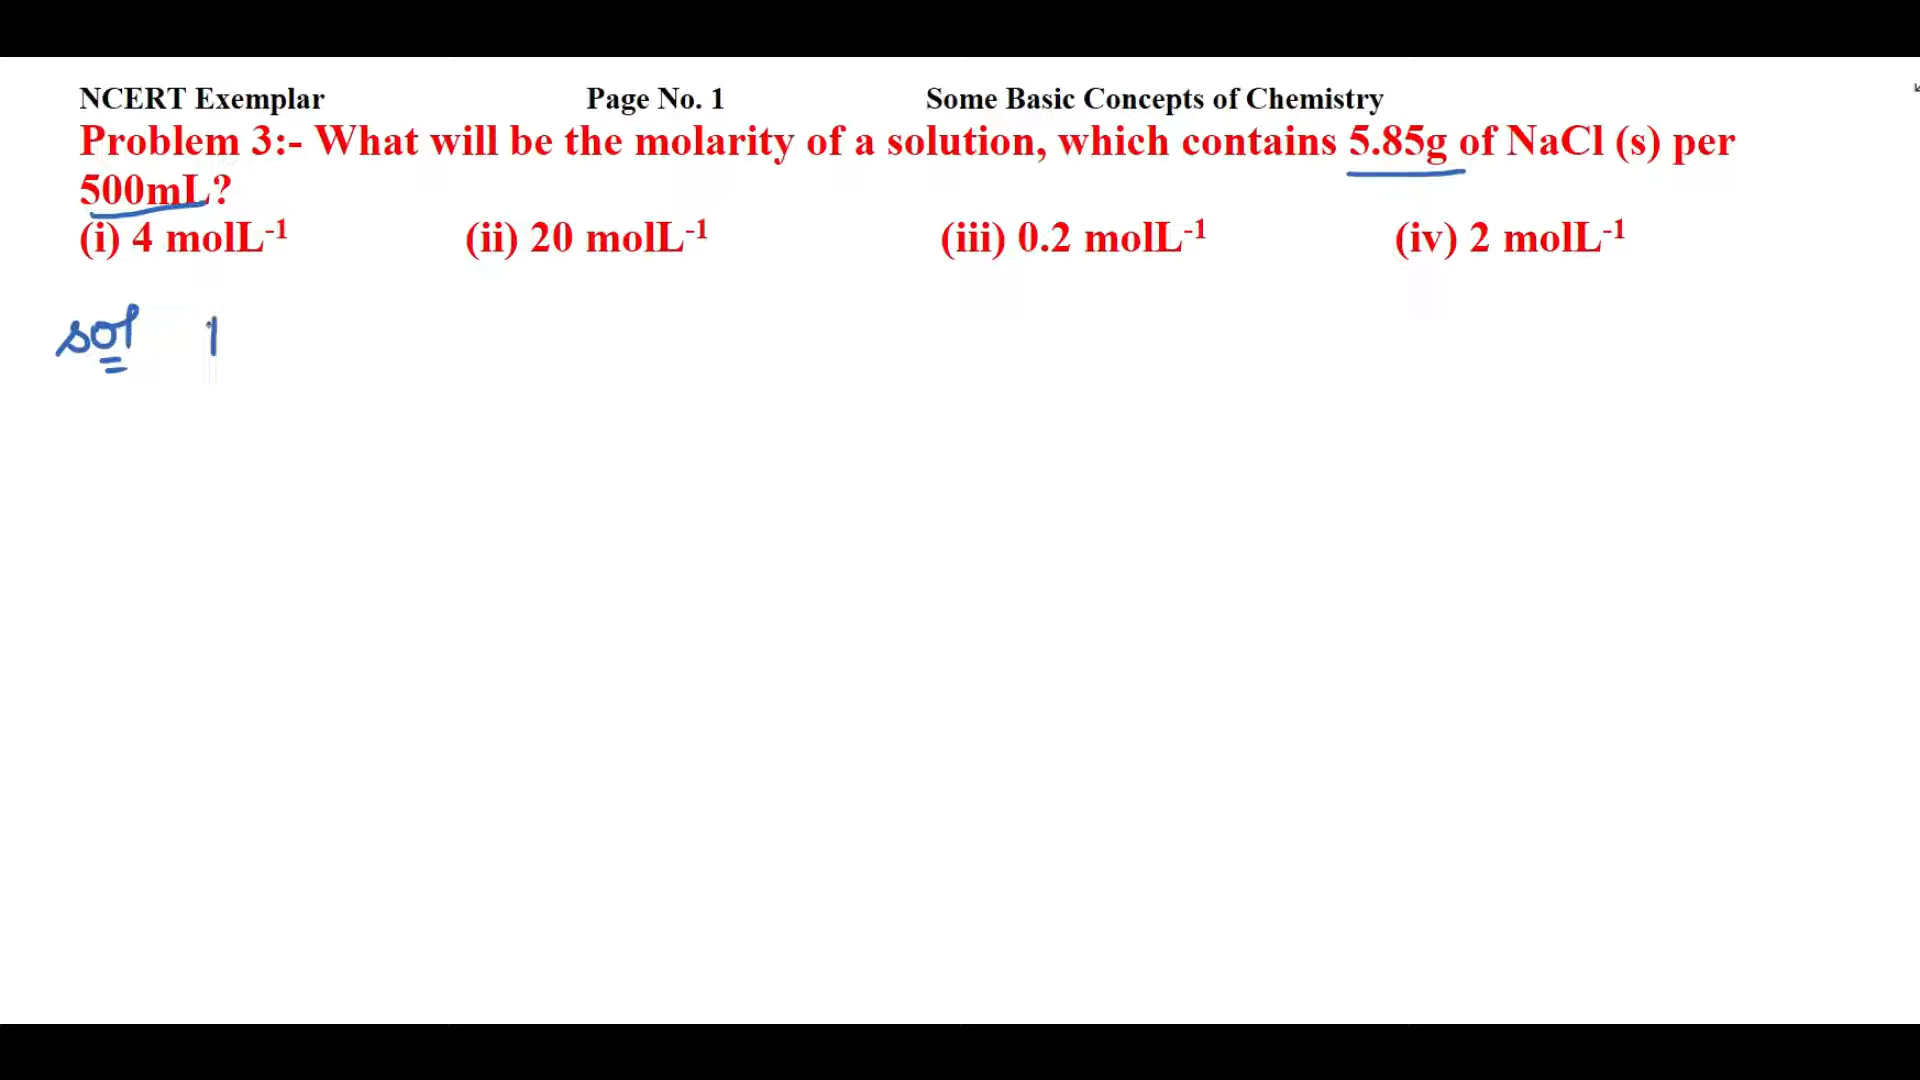 NCERT Exemplar Page No. 1 Some Basic Concepts of Chemistry
Problem 3:- What will be the molarity of a solution, which contains 5.85g of NaCl (s) per
500mL?
(i) 4 molL⁻¹ (ii) 20 molL⁻¹ (iii) 0.2 molL⁻¹ (iv) 2 molL⁻¹
sol